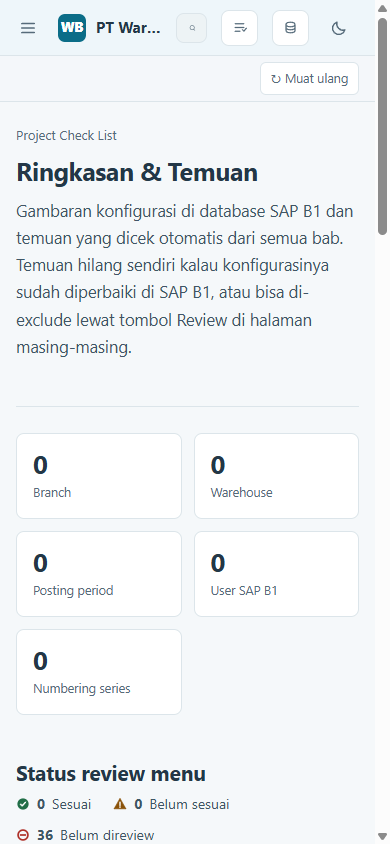 WB PT War...
↻ Muat ulang
Project Check List
Ringkasan & Temuan
Gambaran konfigurasi di database SAP B1 dan
temuan yang dicek otomatis dari semua bab.
Temuan hilang sendiri kalau konfigurasinya
sudah diperbaiki di SAP B1, atau bisa di-
exclude lewat tombol Review di halaman
masing-masing.
0
Branch
0
Warehouse
0
Posting period
0
User SAP B1
0
Numbering series
Status review menu
0 Sesuai 0 Belum sesuai
36 Belum direview